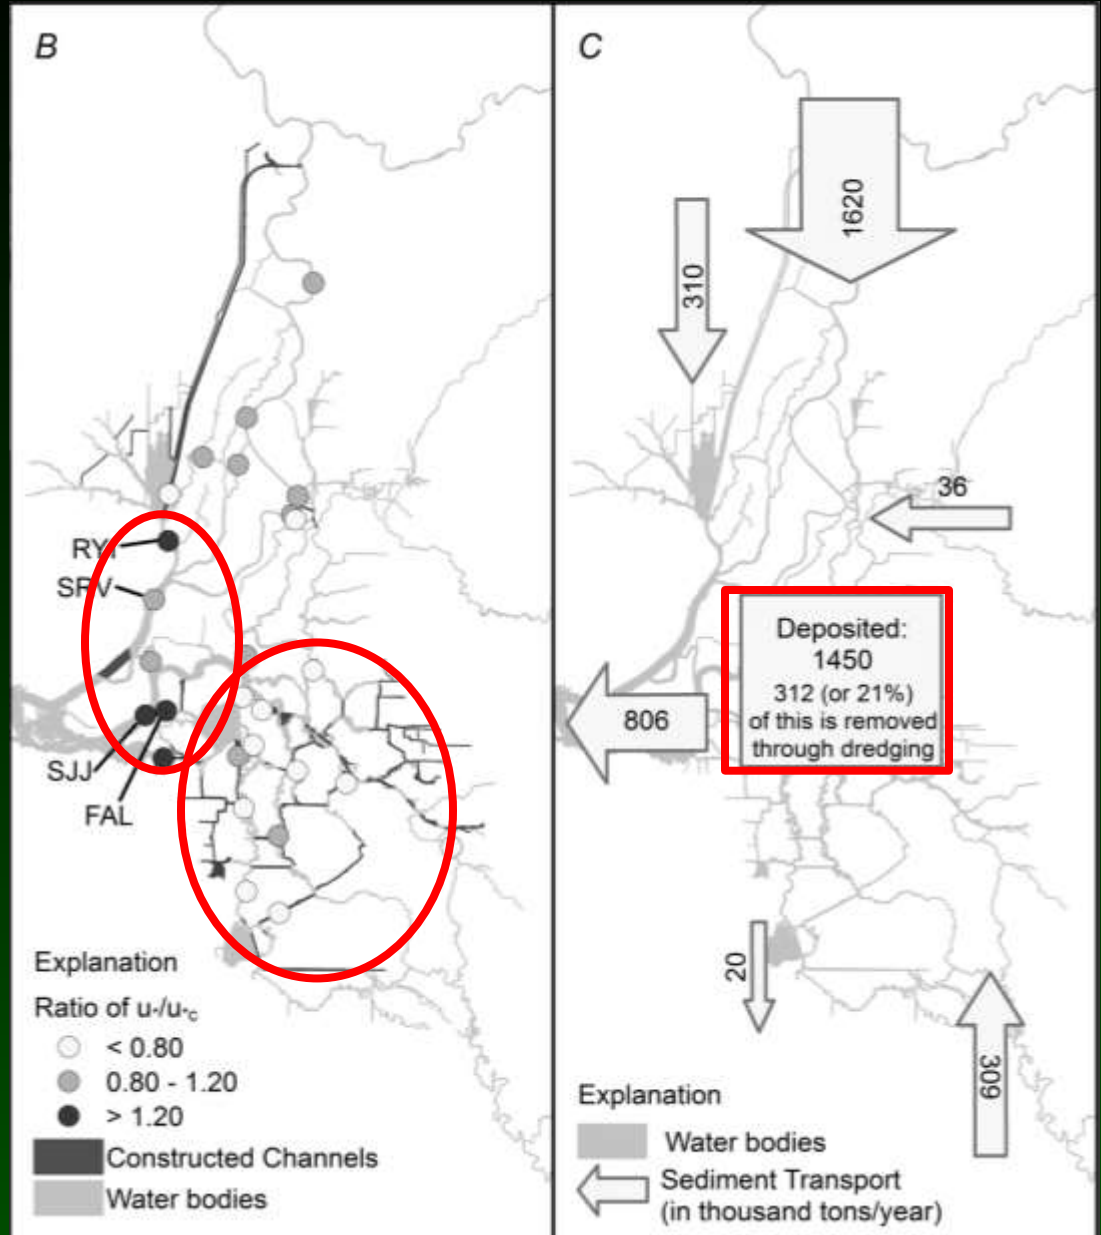 B
RYI
SRV
SJJ
FAL
Explanation
Ratio of u*/u*c
< 0.80
0.80 - 1.20
> 1.20
Constructed Channels
Water bodies
C
1620
310
36
Deposited:
1450
312 (or 21%)
of this is removed
through dredging
806
20
309
Explanation
Water bodies
Sediment Transport
(in thousand tons/year)